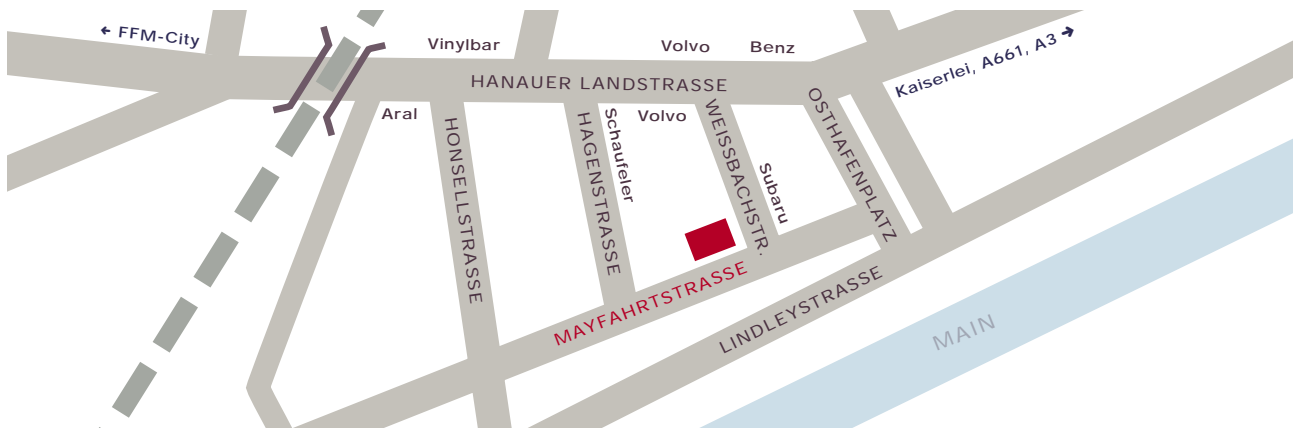 ← FFM-City
Vinylbar
Volvo
Benz
Kaiserlei, A661, A3 →
HANAUER LANDSTRASSE
Aral
HONSELLSTRASSE
HAGENSTRASSE
Schaufeler
Volvo
WEISSBACHSTR.
Subaru
OSTHAFENPLATZ
MAYFAHRTSTRASSE
LINDLEYSTRASSE
MAIN